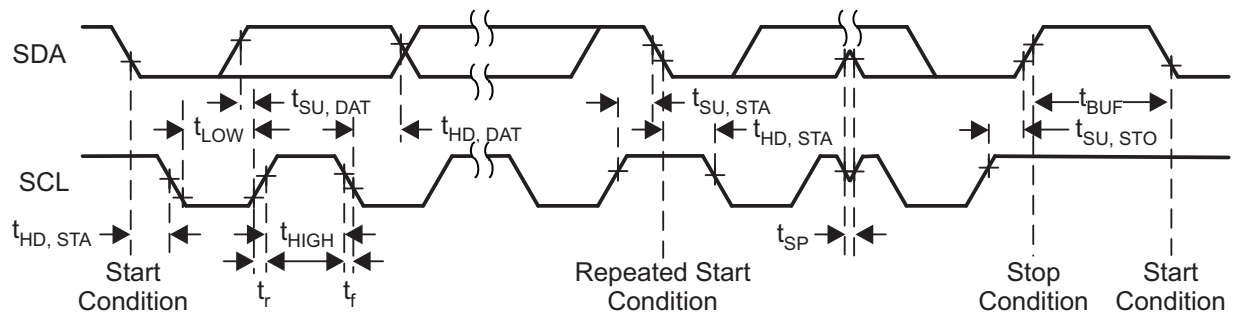 SDA
t_SU, DAT
t_LOW
t_HD, DAT
t_SU, STA
t_HD, STA
t_BUF
t_SU, STO
SCL
t_HD, STA
t_HIGH
t_SP
t_r
t_f
Start
Condition
Repeated Start
Condition
Stop
Condition
Start
Condition